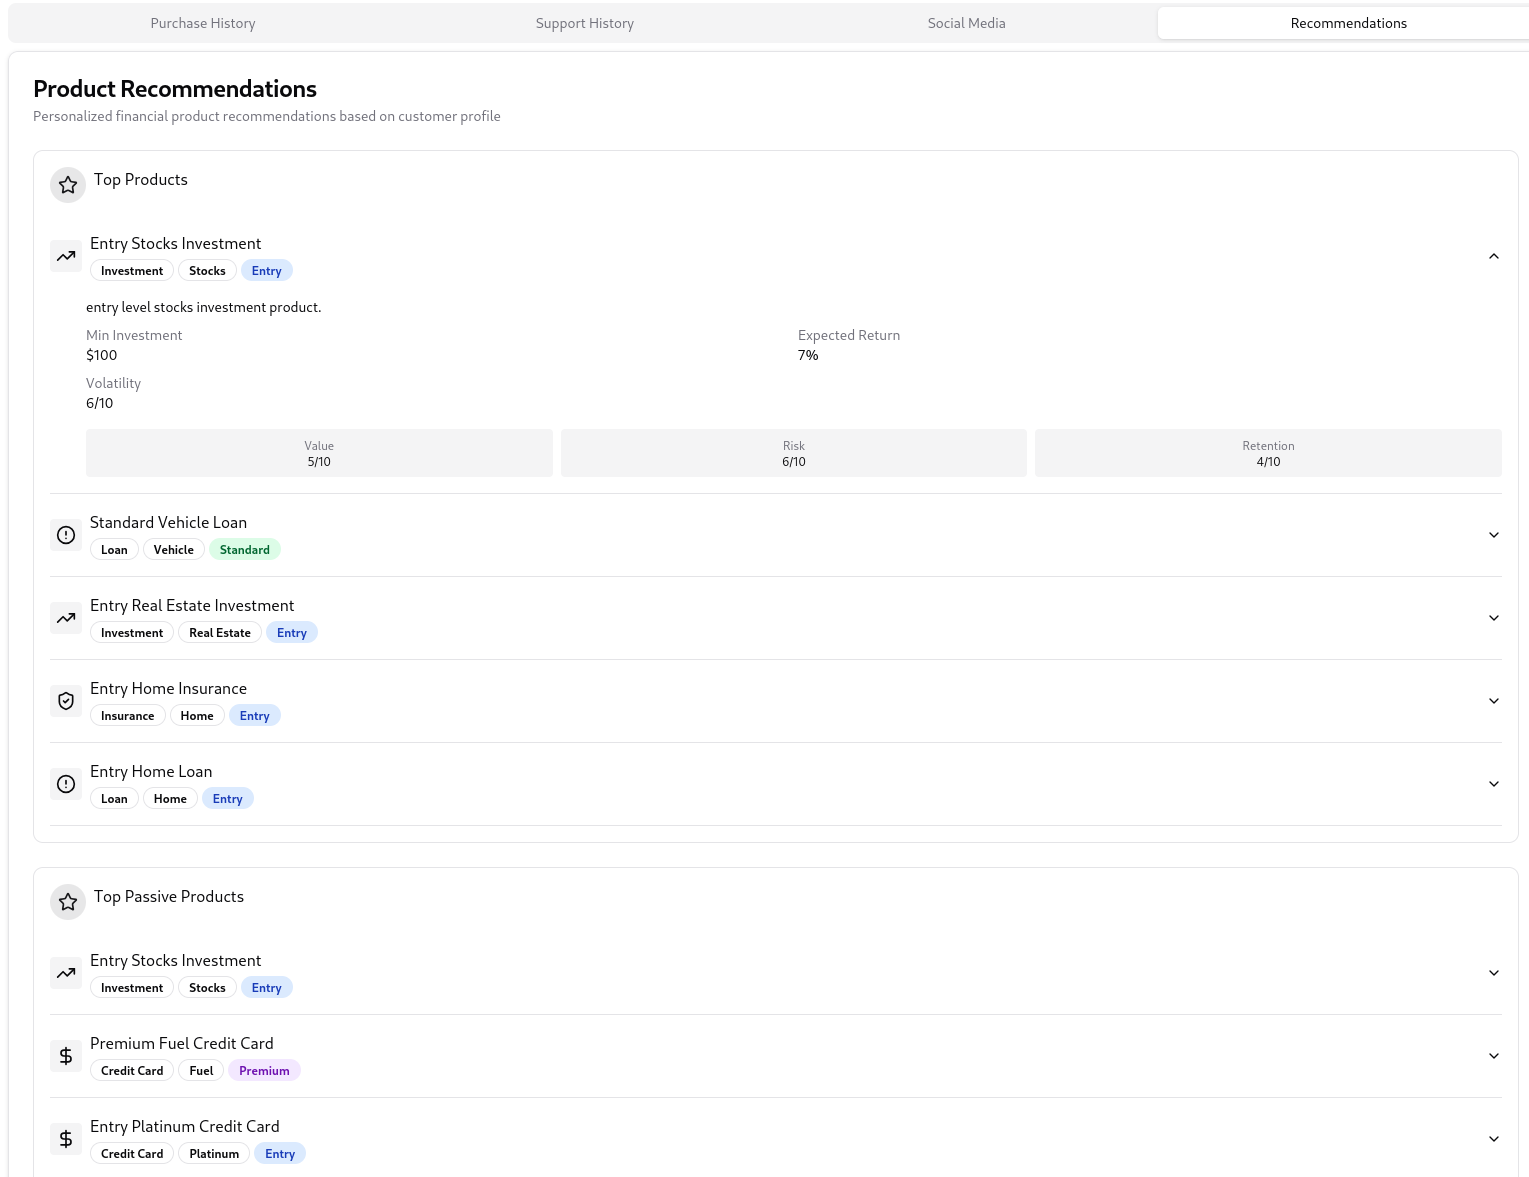 Purchase History
Support History
Social Media
Recommendations
Product Recommendations
Personalized financial product recommendations based on customer profile
Top Products
Entry Stocks Investment
Investment Stocks Entry
entry level stocks investment product.
Min Investment
$100
Expected Return
7%
Volatility
6/10
Value
5/10
Risk
6/10
Retention
4/10
Standard Vehicle Loan
Loan Vehicle Standard
Entry Real Estate Investment
Investment Real Estate Entry
Entry Home Insurance
Insurance Home Entry
Entry Home Loan
Loan Home Entry
Top Passive Products
Entry Stocks Investment
Investment Stocks Entry
Premium Fuel Credit Card
Credit Card Fuel Premium
Entry Platinum Credit Card
Credit Card Platinum Entry